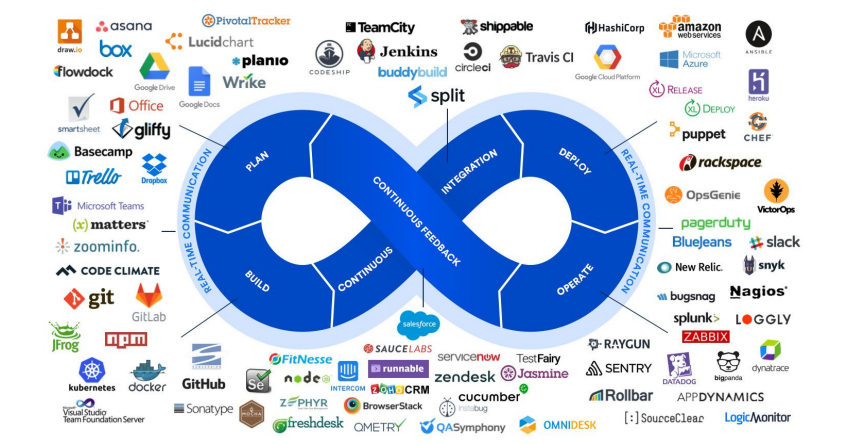 PivotalTracker
asana
draw.io
box
Lucidchart
flowdock
Google Drive
planio
Wrike
Google Docs
smartsheet
Office
gliffy
Basecamp
Trello
Dropbox
TeamCity
shippable
CODESHIP
Jenkins
circleci
Travis CI
buddybuild
split
HashiCorp
amazon
web services
ANSIBLE
Google Cloud Platform
Microsoft
Azure
XL RELEASE
heroku
XL DEPLOY
puppet
CHEF
rackspace
OpsGenie
VictorOps
pagerduty
BlueJeans
slack
New Relic.
snyk
bugsnag
Nagios®
splunk>
LOGGLY
ZABBIX
Microsoft Teams
(x) matters®
zoominfo.
CODE CLIMATE
git
GitLab
JFrog
npm
kubernetes
docker
GitHub
Visual Studio
Team Foundation Server
Sonatype
REAL-TIME COMMUNICATION
PLAN
BUILD
CONTINUOUS
INTEGRATION
CONTINUOUS FEEDBACK
DEPLOY
OPERATE
REAL-TIME COMMUNICATION
salesforce
SAUCELABS
FitNesse
Se
node
INTERCOM
runnable
ZOHO CRM
servicenow
TestFairy
zendesk
Jasmine
MOCHA
ZEPHYR
BrowserStack
instabug
cucumber
freshdesk
QMETRY
QASymphony
OMNIDESK
RAYGUN
SENTRY
DATADOG
bigpanda
dynatrace
Rollbar
APPDYNAMICS
[:]SourceClear
LogicMonitor